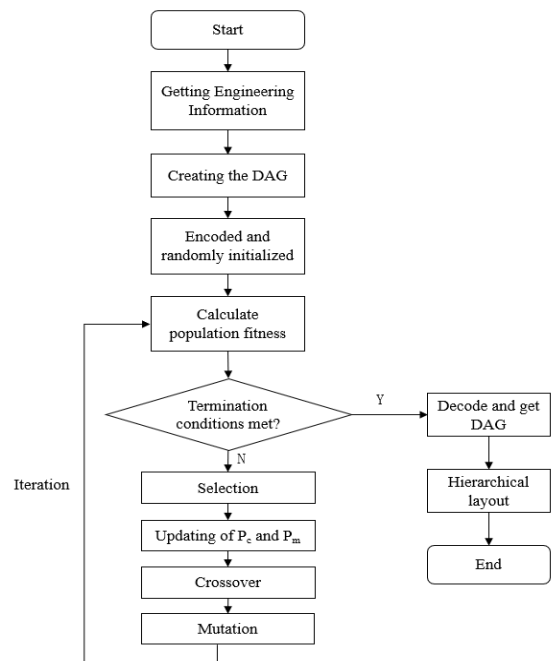 Start
Getting Engineering
Information
Creating the DAG
Encoded and
randomly initialized
Calculate
population fitness
Termination
conditions met?
Y
Decode and get
DAG
N
Iteration
Selection
Hierarchical
layout
Updating of Pc and Pm
End
Crossover
Mutation